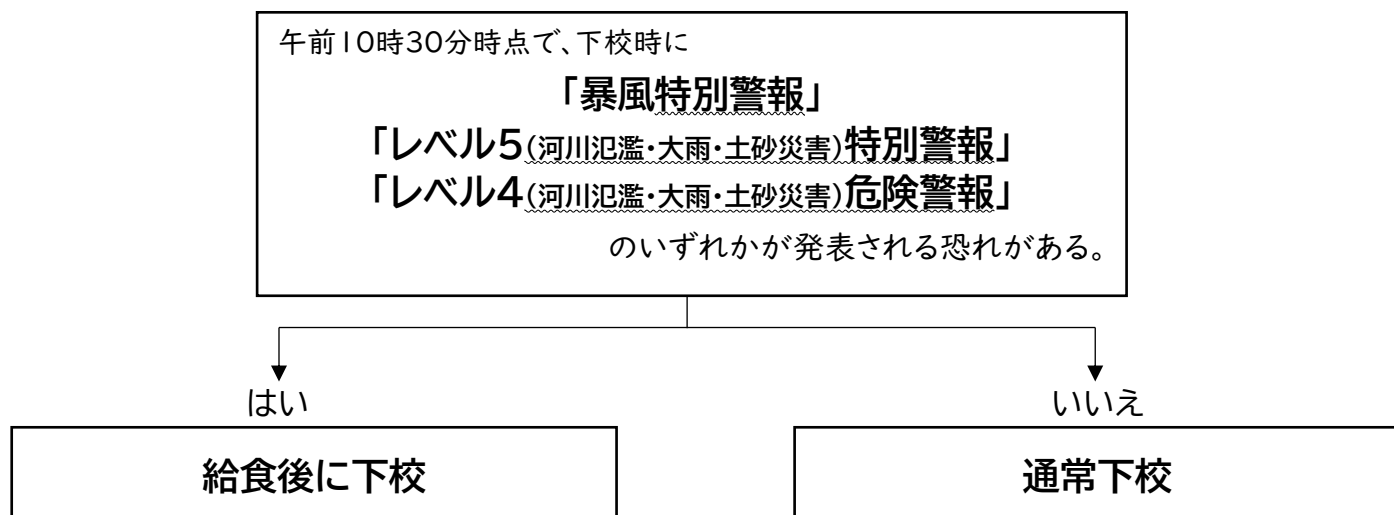 午前10時30分時点で、下校時に
「暴風特別警報」
「レベル5(河川氾濫・大雨・土砂災害)特別警報」
「レベル4(河川氾濫・大雨・土砂災害)危険警報」
のいずれかが発表される恐れがある。
はい
いいえ
給食後に下校
通常下校